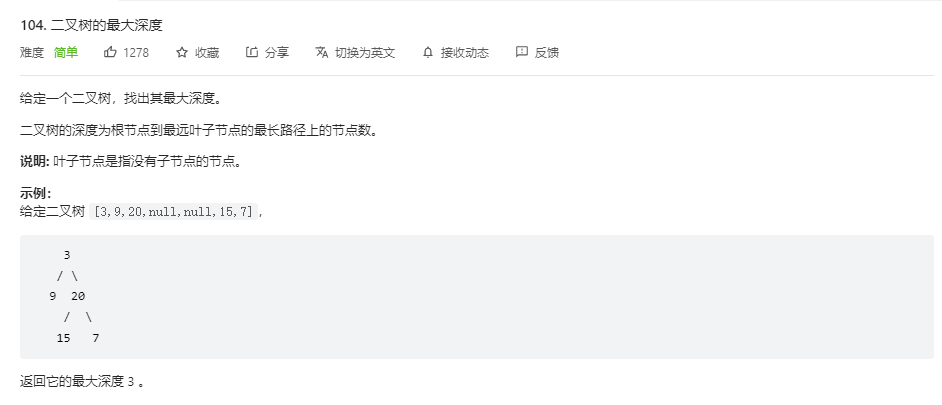 104. 二叉树的最大深度
难度 简单 1278 收藏 分享 切换为英文 接收动态 反馈
给定一个二叉树，找出其最大深度。
二叉树的深度为根节点到最远叶子节点的最长路径上的节点数。
说明: 叶子节点是指没有子节点的节点。
示例：
给定二叉树 [3,9,20,null,null,15,7]，
3
/ \
9 20
/ \
15 7
返回它的最大深度 3 。